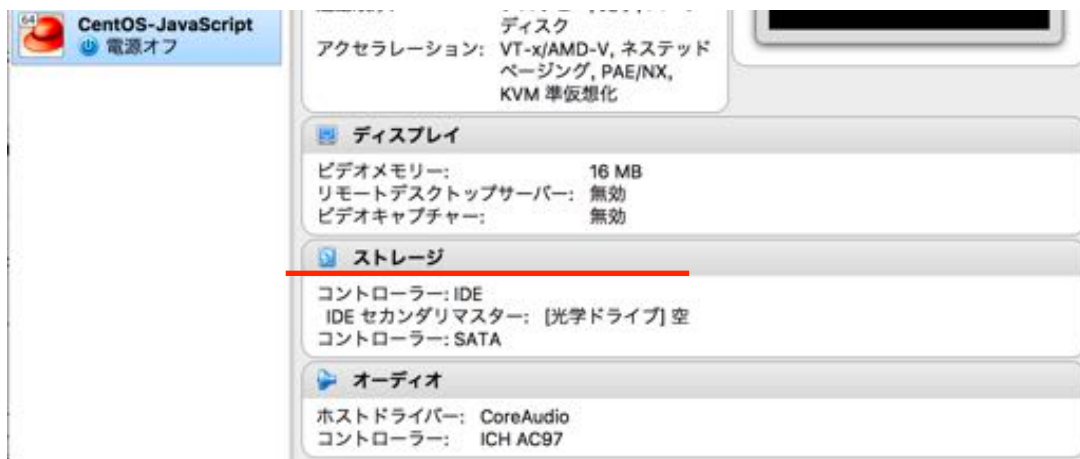 64
CentOS-JavaScript
電源オフ
ディスク
アクセラレーション: VT-x/AMD-V, ネステッド
ページング, PAE/NX,
KVM 準仮想化
ディスプレイ
ビデオメモリー: 16 MB
リモートデスクトップサーバー: 無効
ビデオキャプチャー: 無効
ストレージ
コントローラー: IDE
IDE セカンダリマスター: [光学ドライブ] 空
コントローラー: SATA
オーディオ
ホストドライバー: CoreAudio
コントローラー: ICH AC97